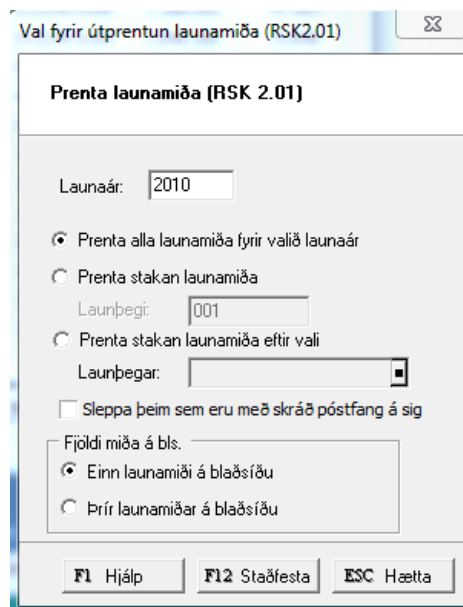 Val fyrir útprentun launamiða (RSK2.01)
Prenta launamiða (RSK 2.01)
Launaár: 2010
Prenta alla launamiða fyrir valið launaár
Prenta stakan launamiða
Launþegi: 001
Prenta stakan launamiða eftir vali
Launþegar:
Sleppa þeim sem eru með skráð póstfang á sig
Fjöldi miða á bls.
Einn launamiði á blaðsíðu
Þrír launamiðar á blaðsíðu
F1 Hjálp F12 Staðfesta ESC Hætta